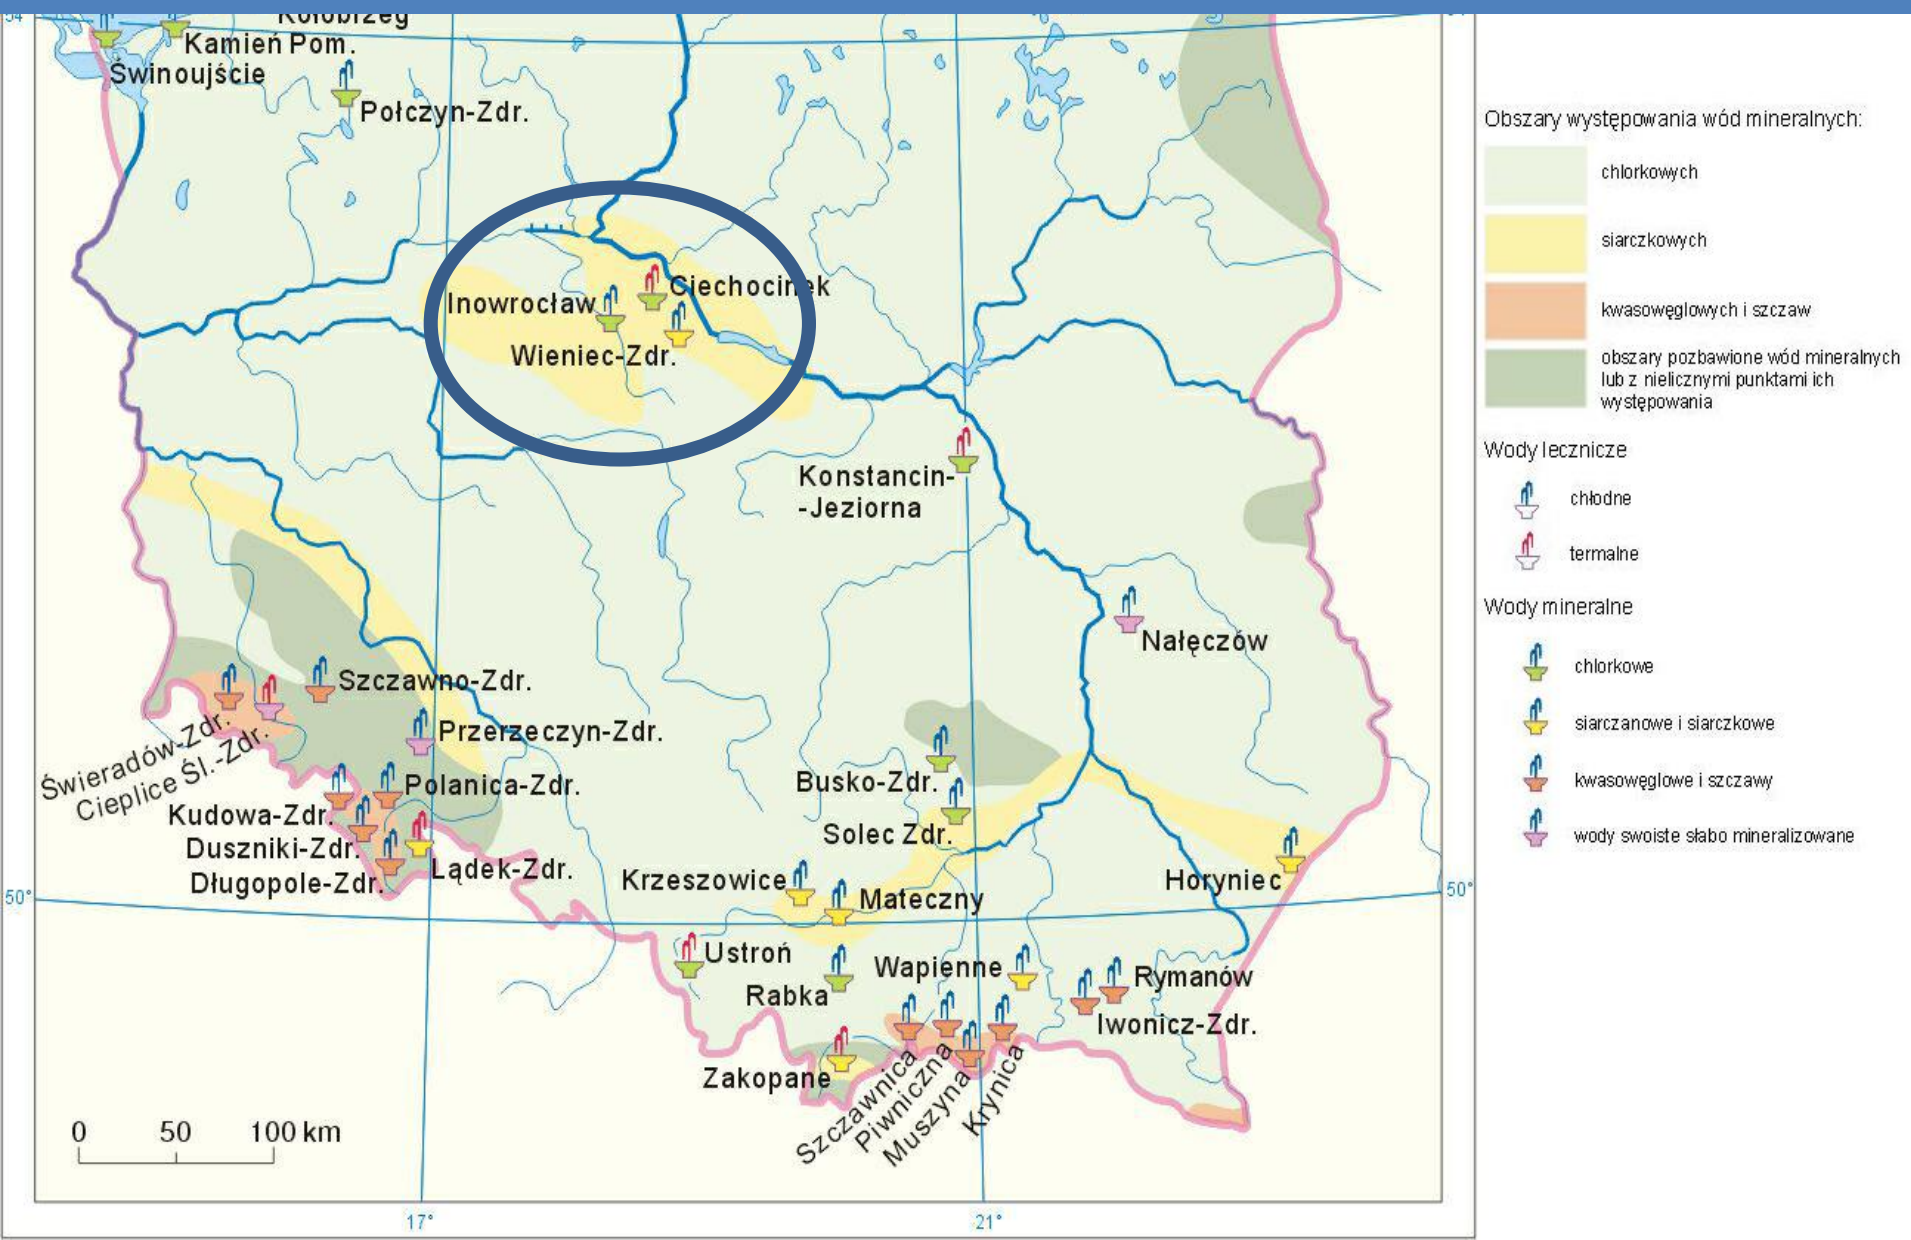 54
Kołobrzeg
Kamień Pom.
Świnoujście
Połczyn-Zdr.
Ciechocinek
Inowrocław
Wieniec-Zdr.
Konstancin-
-Jeziorna
Nałęczów
Szczawno-Zdr.
Świeradów-Zdr.
Cieplice Śl.-Zdr.
Przerzeczyn-Zdr.
Polanica-Zdr.
Kudowa-Zdr.
Duszniki-Zdr.
Długopole-Zdr.
Lądek-Zdr.
Busko-Zdr.
Solec Zdr.
Krzeszowice
Mateczny
Horyniec
50°
50°
Ustroń
Rabka
Wapienne
Rymanów
Iwonicz-Zdr.
Zakopane
Szczawnica
Piwniczna
Muszyna
Krynica
0 50 100 km
17°
21°
Obszary występowania wód mineralnych:
chlorkowych
siarczkowych
kwasowęglowych i szczaw
obszary pozbawione wód mineralnych
lub z nielicznymi punktami ich
występowania
Wody lecznicze
chłodne
termalne
Wody mineralne
chlorkowe
siarczanowe i siarczkowe
kwasowęglowe i szczawy
wody swoiste słabo mineralizowane